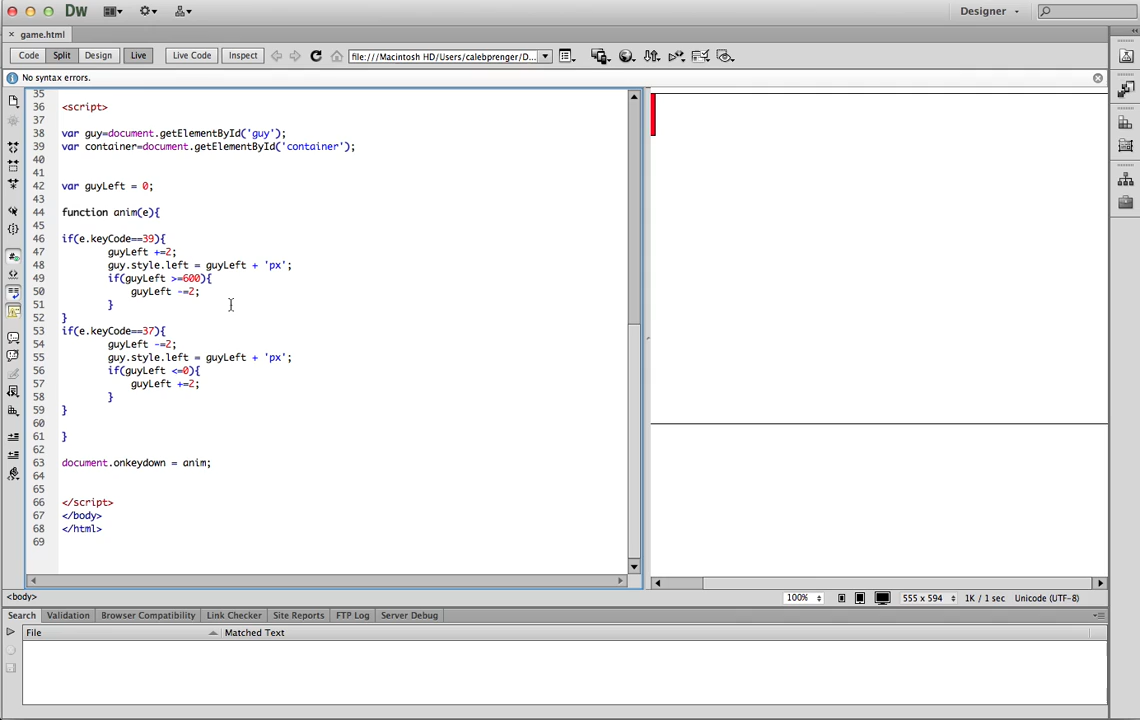 Dw
Designer
game.html
Code Split Design Live Live Code Inspect file:///Macintosh HD/Users/calebprenger/D...
No syntax errors.
35
36 <script>
37
38 var guy=document.getElementById('guy');
39 var container=document.getElementById('container');
40
41
42 var guyLeft = 0;
43
44 function anim(e){
45
46 if(e.keyCode==39){
47 guyLeft +=2;
48 guy.style.left = guyLeft + 'px';
49 if(guyLeft >=600){
50 guyLeft -=2;
51 }
52 }
53 if(e.keyCode==37){
54 guyLeft -=2;
55 guy.style.left = guyLeft + 'px';
56 if(guyLeft <=0){
57 guyLeft +=2;
58 }
59 }
60
61 }
62
63 document.onkeydown = anim;
64
65
66 </script>
67 </body>
68 </html>
69
<body> 100% 555 x 594 1K / 1 sec Unicode (UTF-8)
Search Validation Browser Compatibility Link Checker Site Reports FTP Log Server Debug
File Matched Text